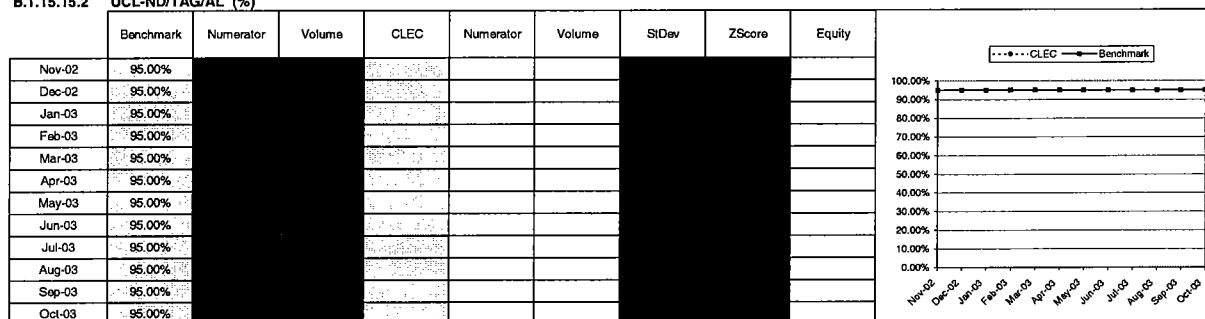 B.1.15.15.2 UCL-ND/TAG/AL (%)
Benchmark Numerator Volume CLEC Numerator Volume StDev ZScore Equity
Nov-02 95.00%
Dec-02 95.00%
Jan-03 95.00%
Feb-03 95.00%
Mar-03 95.00%
Apr-03 95.00%
May-03 95.00%
Jun-03 95.00%
Jul-03 95.00%
Aug-03 95.00%
Sep-03 95.00%
Oct-03 95.00%
CLEC Benchmark
100.00%
90.00%
80.00%
70.00%
60.00%
50.00%
40.00%
30.00%
20.00%
10.00%
0.00%
Nov-02 Dec-02 Jan-03 Feb-03 Mar-03 Apr-03 May-03 Jun-03 Jul-03 Aug-03 Sep-03 Oct-03